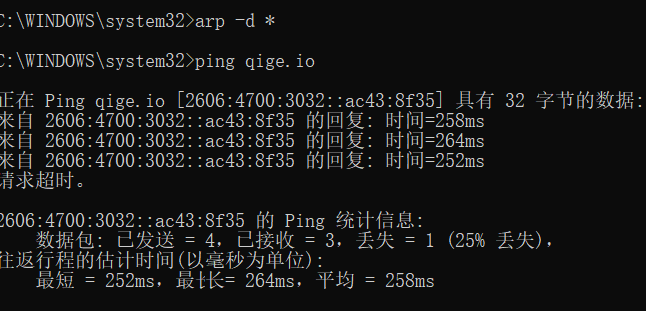 C:\WINDOWS\system32>arp -d *
C:\WINDOWS\system32>ping qige.io
正在 Ping qige.io [2606:4700:3032::ac43:8f35] 具有 32 字节的数据:
来自 2606:4700:3032::ac43:8f35 的回复: 时间=258ms
来自 2606:4700:3032::ac43:8f35 的回复: 时间=264ms
来自 2606:4700:3032::ac43:8f35 的回复: 时间=252ms
请求超时。
2606:4700:3032::ac43:8f35 的 Ping 统计信息:
数据包: 已发送 = 4，已接收 = 3，丢失 = 1 (25% 丢失)，
往返行程的估计时间(以毫秒为单位):
最短 = 252ms，最长 = 264ms，平均 = 258ms